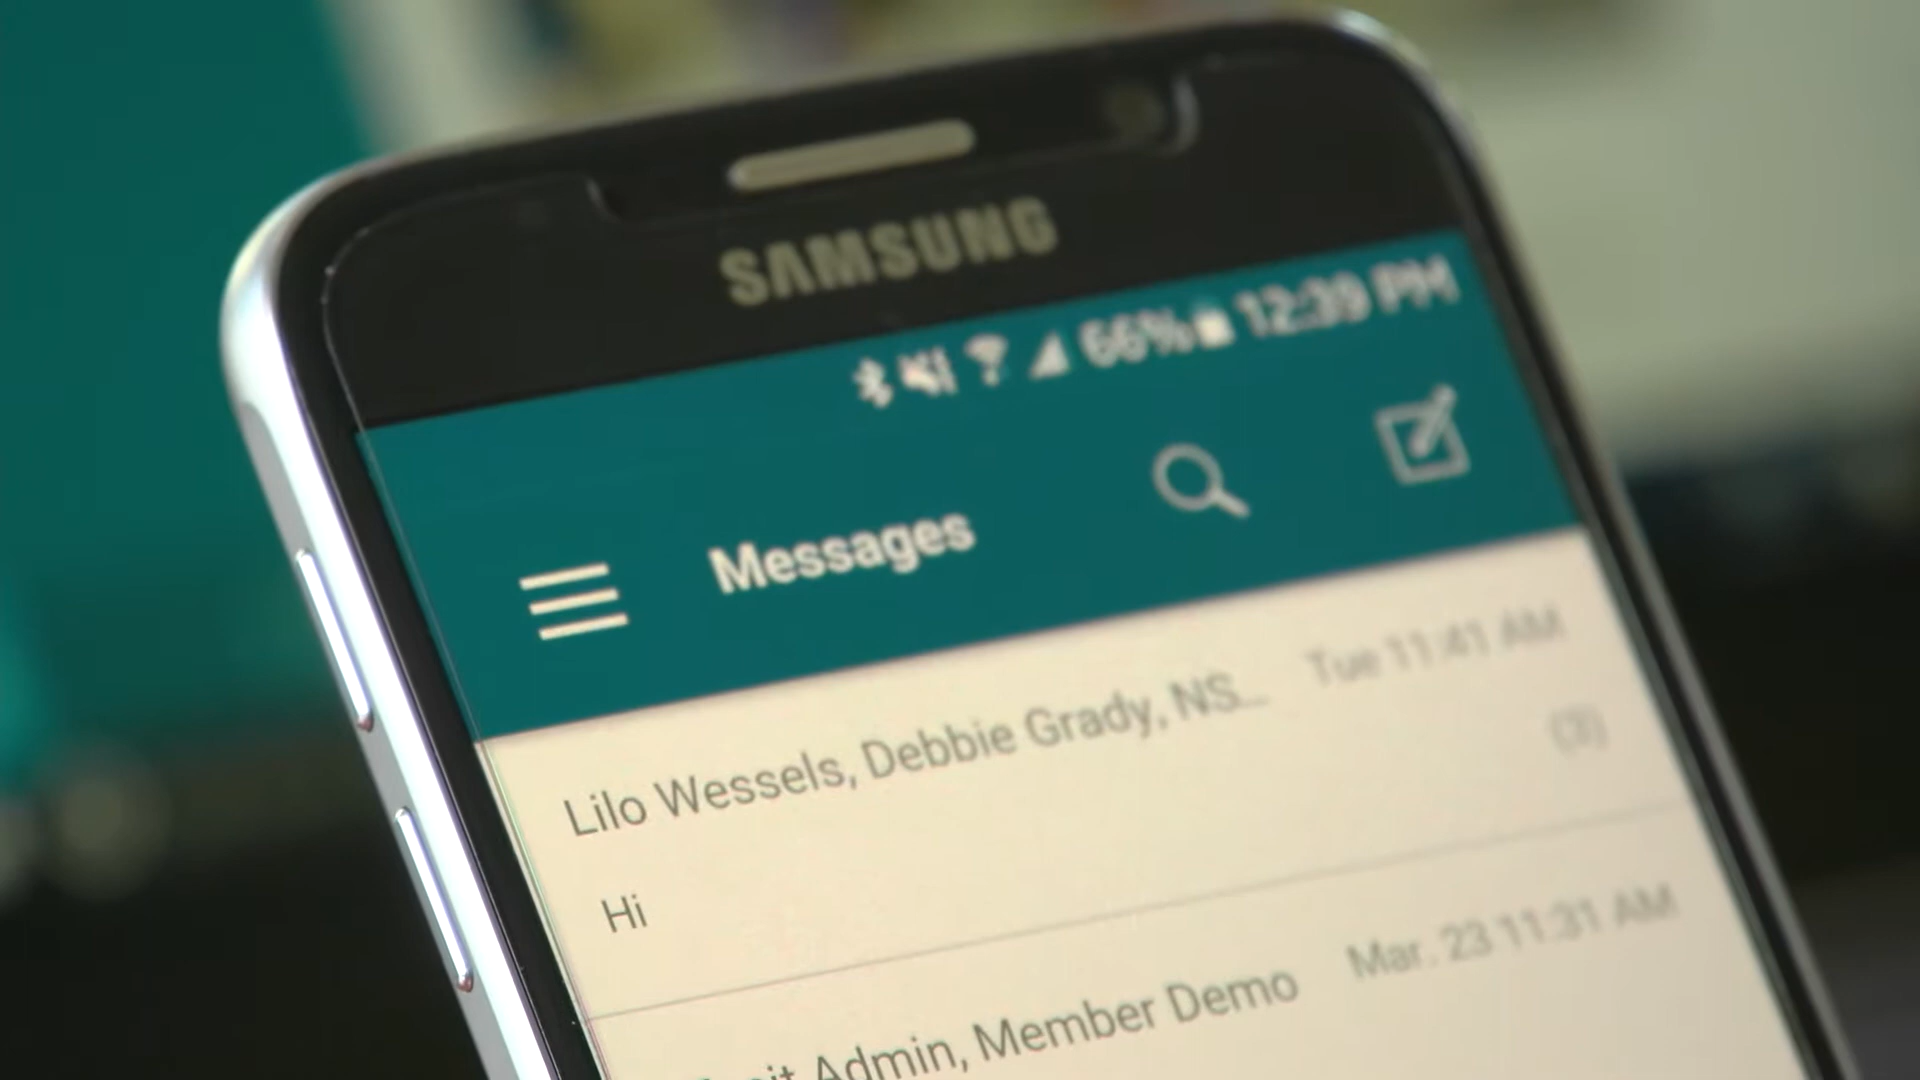 SAMSUNG
66% 12:39 PM
Messages
Lilo Wessels, Debbie Grady, NS... Tue 11:41 AM
(3)
Hi
Admin, Member Demo Mar. 23 11:31 AM